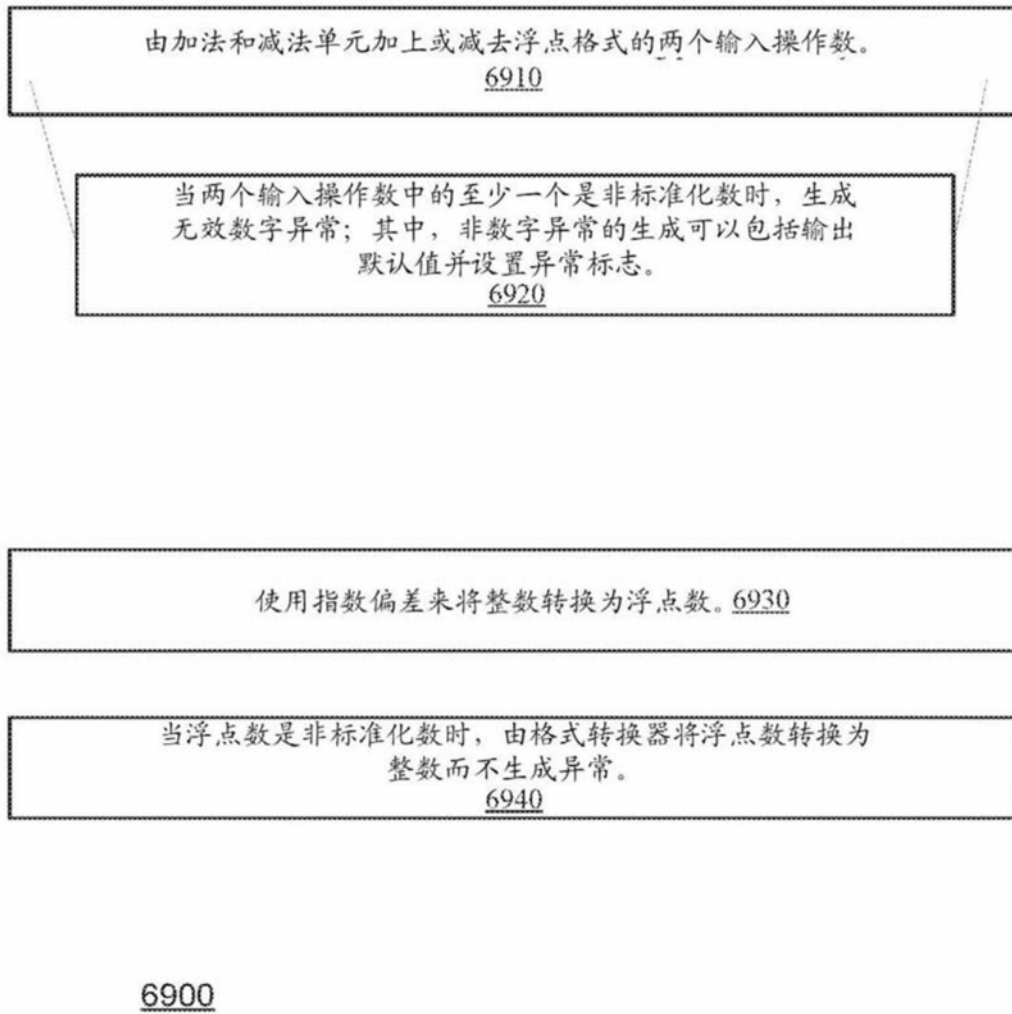 由加法和减法单元加上或减去浮点格式的两个输入操作数。
6910
当两个输入操作数中的至少一个是非标准化数时，生成
无效数字异常；其中，非数字异常的生成可以包括输出
默认值并设置异常标志。
6920
使用指数偏差来将整数转换为浮点数。6930
当浮点数是非标准化数时，由格式转换器将浮点数转换为
整数而不生成异常。
6940
6900